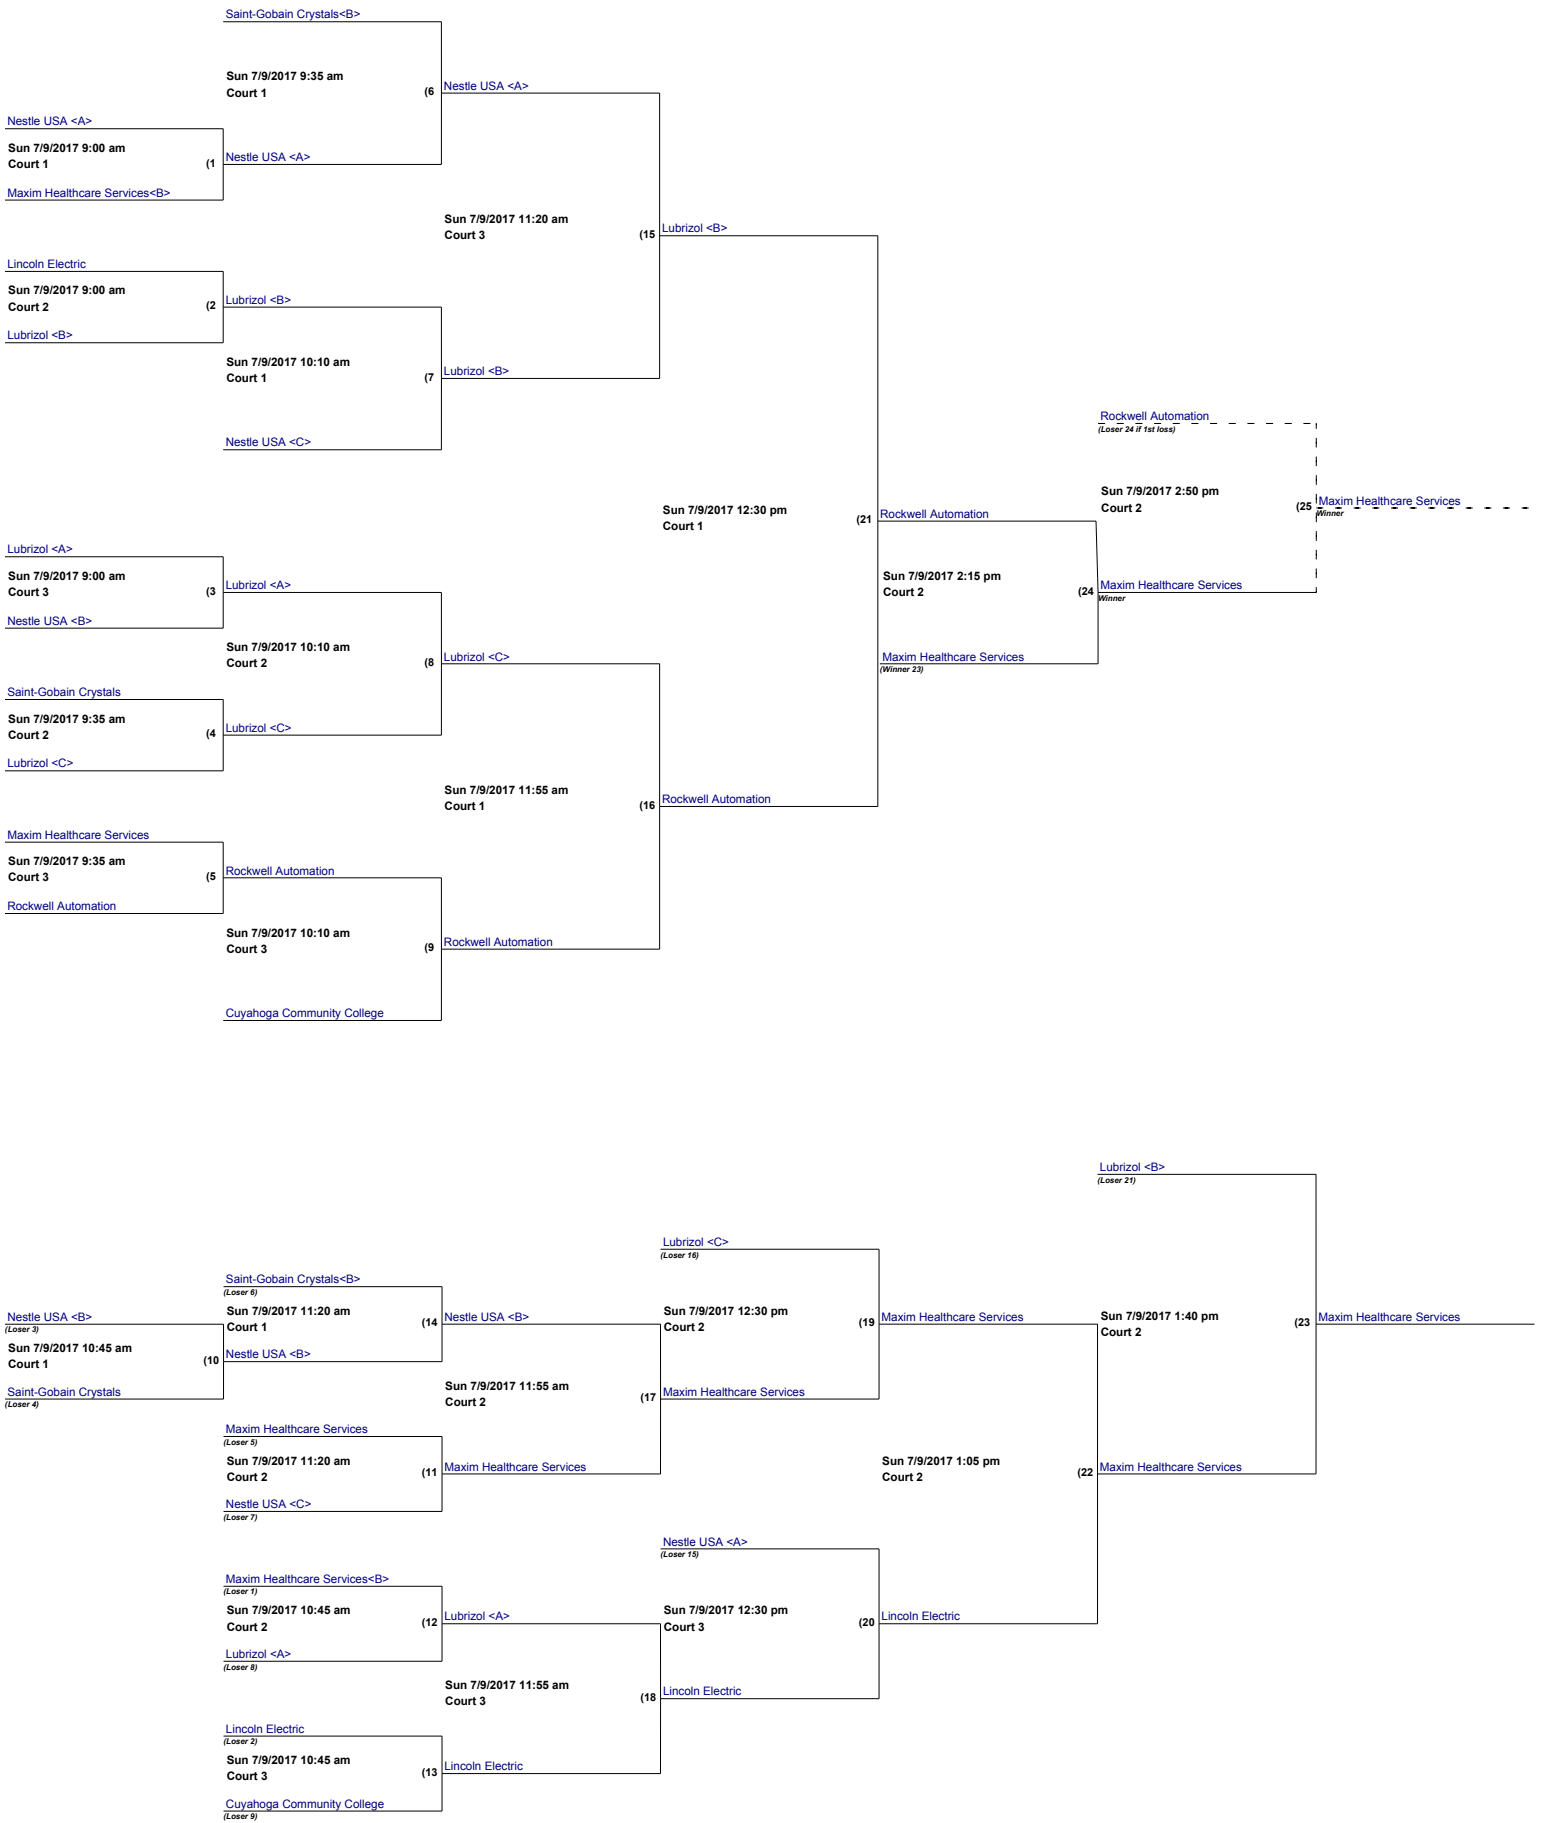 Saint-Gobain Crystals<B>
Sun 7/9/2017 9:35 am
Court 1
(6
Nestle USA <A>
Nestle USA <A>
Sun 7/9/2017 9:00 am
Court 1
(1
Nestle USA <A>
Maxim Healthcare Services<B>
Sun 7/9/2017 11:20 am
Court 3
(15
Lubrizol <B>
Lincoln Electric
Sun 7/9/2017 9:00 am
Court 2
(2
Lubrizol <B>
Lubrizol <B>
Sun 7/9/2017 10:10 am
Court 1
(7
Lubrizol <B>
Nestle USA <C>
Rockwell Automation
(Loser 24 if 1st loss)
Sun 7/9/2017 2:50 pm
Court 2
(25
Maxim Healthcare Services
Winner
Sun 7/9/2017 12:30 pm
Court 1
(21
Rockwell Automation
Lubrizol <A>
Sun 7/9/2017 9:00 am
Court 3
(3
Lubrizol <A>
Nestle USA <B>
Sun 7/9/2017 2:15 pm
Court 2
(24
Maxim Healthcare Services
Winner
Sun 7/9/2017 10:10 am
Court 2
(8
Lubrizol <C>
Maxim Healthcare Services
(Winner 23)
Saint-Gobain Crystals
Sun 7/9/2017 9:35 am
Court 2
(4
Lubrizol <C>
Lubrizol <C>
Sun 7/9/2017 11:55 am
Court 1
(16
Rockwell Automation
Maxim Healthcare Services
Sun 7/9/2017 9:35 am
Court 3
(5
Rockwell Automation
Rockwell Automation
Sun 7/9/2017 10:10 am
Court 3
(9
Rockwell Automation
Cuyahoga Community College
Lubrizol <B>
(Loser 21)
Lubrizol <C>
(Loser 16)
Saint-Gobain Crystals<B>
(Loser 6)
Sun 7/9/2017 11:20 am
Court 1
(14
Nestle USA <B>
Nestle USA <B>
(Loser 3)
Sun 7/9/2017 10:45 am
Court 1
(10
Nestle USA <B>
Saint-Gobain Crystals
(Loser 4)
Sun 7/9/2017 12:30 pm
Court 2
(19
Maxim Healthcare Services
Sun 7/9/2017 1:40 pm
Court 2
(23
Maxim Healthcare Services
Sun 7/9/2017 11:55 am
Court 2
(17
Maxim Healthcare Services
Maxim Healthcare Services
(Loser 5)
Sun 7/9/2017 11:20 am
Court 2
(11
Maxim Healthcare Services
Nestle USA <C>
(Loser 7)
Sun 7/9/2017 1:05 pm
Court 2
(22
Maxim Healthcare Services
Nestle USA <A>
(Loser 15)
Maxim Healthcare Services<B>
(Loser 1)
Sun 7/9/2017 10:45 am
Court 2
(12
Lubrizol <A>
Lubrizol <A>
(Loser 8)
Sun 7/9/2017 12:30 pm
Court 3
(20
Lincoln Electric
Sun 7/9/2017 11:55 am
Court 3
(18
Lincoln Electric
Lincoln Electric
(Loser 2)
Sun 7/9/2017 10:45 am
Court 3
(13
Lincoln Electric
Cuyahoga Community College
(Loser 9)